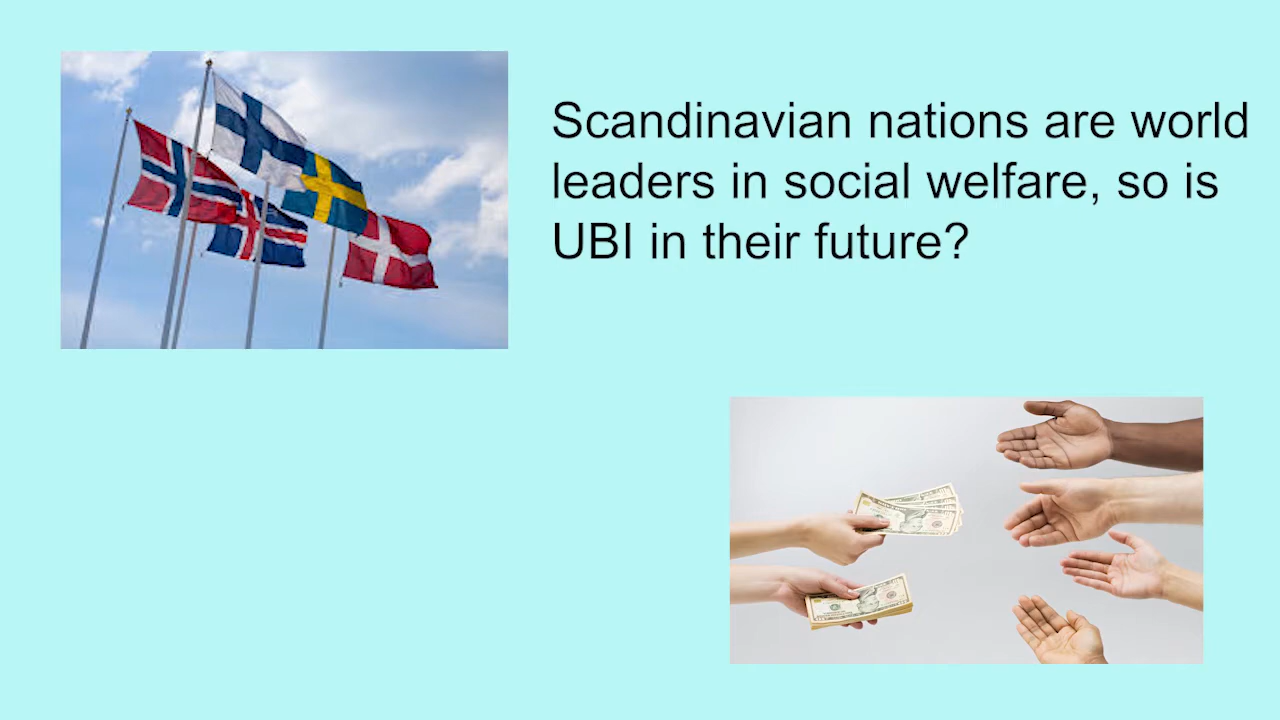 Scandinavian nations are world
leaders in social welfare, so is
UBI in their future?